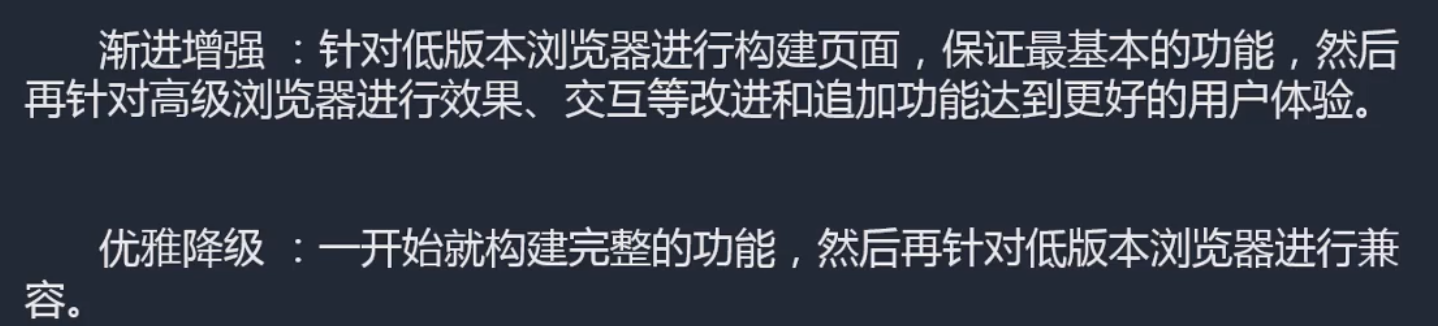 渐进增强 ：针对低版本浏览器进行构建页面，保证最基本的功能，然后
再针对高级浏览器进行效果、交互等改进和追加功能达到更好的用户体验。
优雅降级 ：一开始就构建完整的功能，然后再针对低版本浏览器进行兼
容。